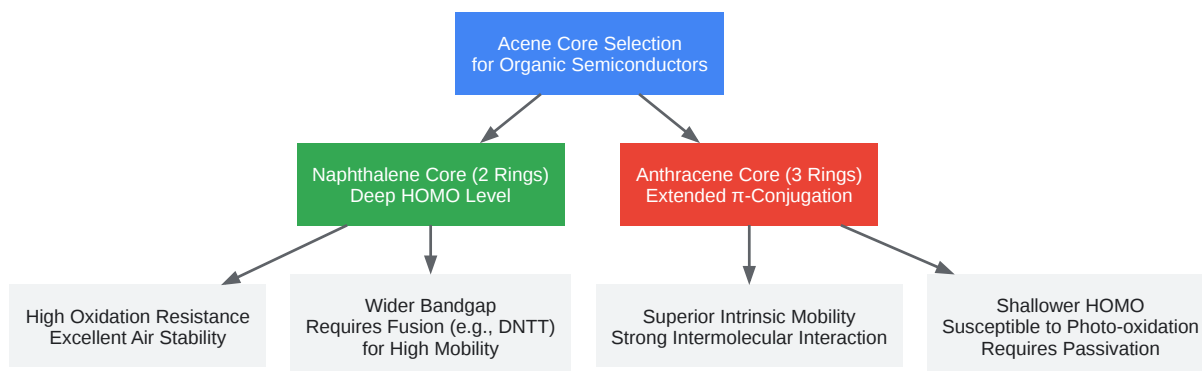 Acene Core Selection
for Organic Semiconductors
Naphthalene Core (2 Rings)
Deep HOMO Level
Anthracene Core (3 Rings)
Extended π-Conjugation
High Oxidation Resistance
Excellent Air Stability
Wider Bandgap
Requires Fusion (e.g., DNTT)
for High Mobility
Superior Intrinsic Mobility
Strong Intermolecular Interaction
Shallower HOMO
Susceptible to Photo-oxidation
Requires Passivation